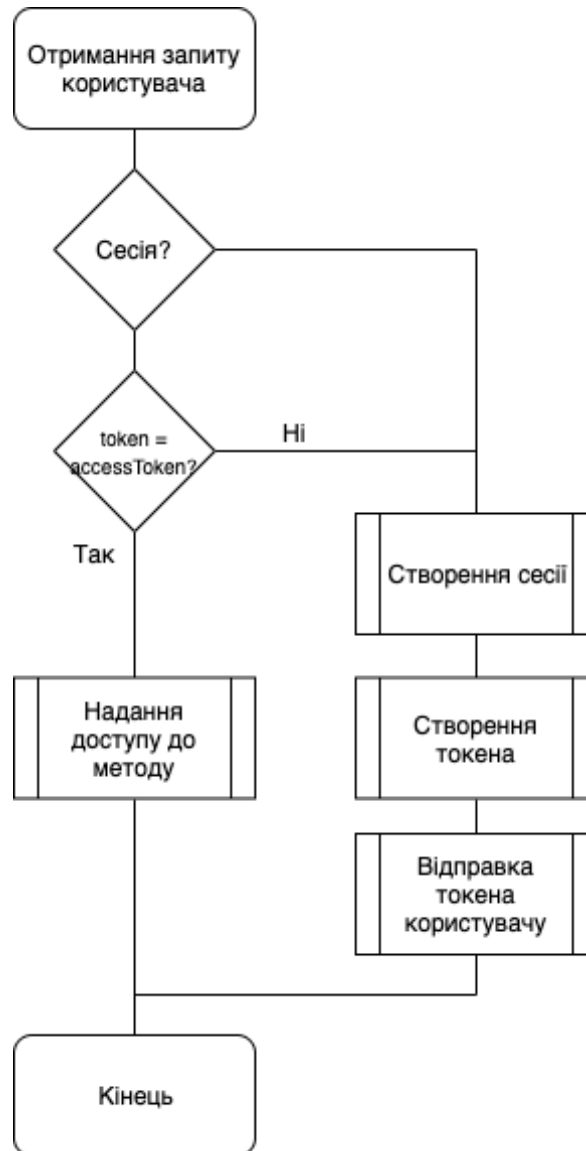 Отримання запиту
користувача
Сесія?
token =
accessToken?
Ні
Так
Створення сесії
Надання
доступу до
методу
Створення
токена
Відправка
токена
користувачу
Кінець